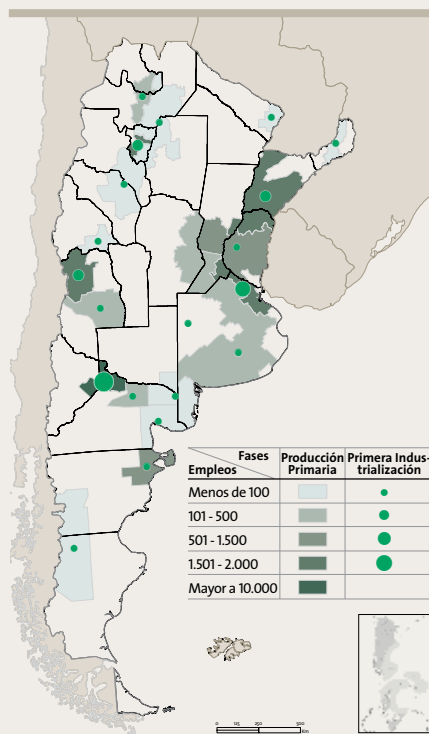 Fases
Empleos
Producción Primaria
Primera Indus-
trialización
Menos de 100
101 - 500
501 - 1.500
1.501 - 2.000
Mayor a 10.000
0 125 250 500
Km